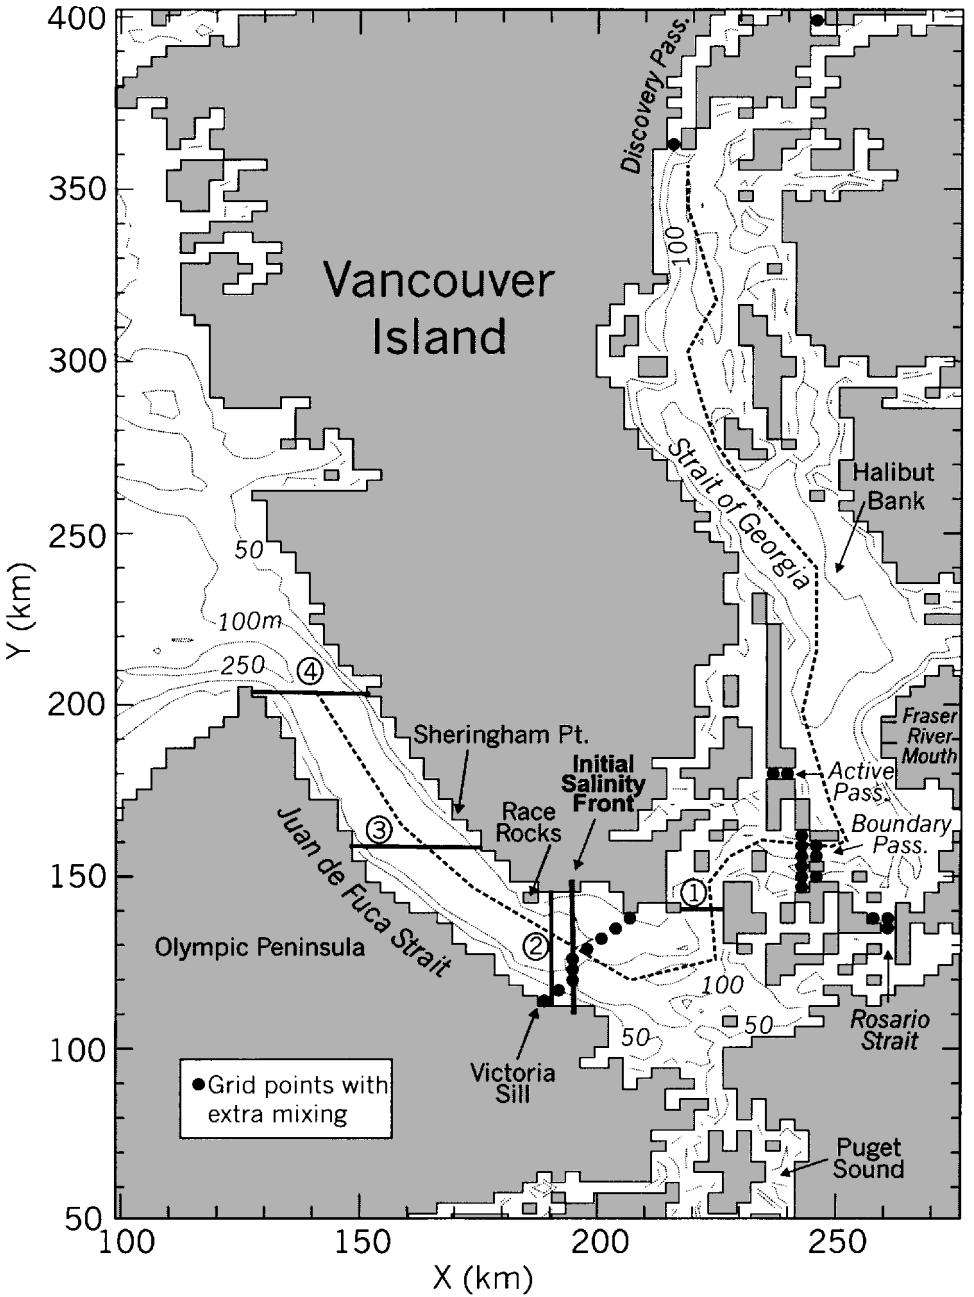 400
350
300
250
200
150
100
50
Y (km)
100
150
200
250
X (km)
Discovery Pass.
100
Vancouver
Island
Strait of Georgia
Halibut
Bank
50
100m
250
4
Sheringham Pt.
Initial
Salinity
Front
Race
Rocks
Fraser
River
Mouth
Active
Pass.
Boundary
Pass.
3
1
2
Juan de Fuca Strait
Olympic Peninsula
100
50
50
Rosario
Strait
Victoria
Sill
Grid points with
extra mixing
Puget
Sound